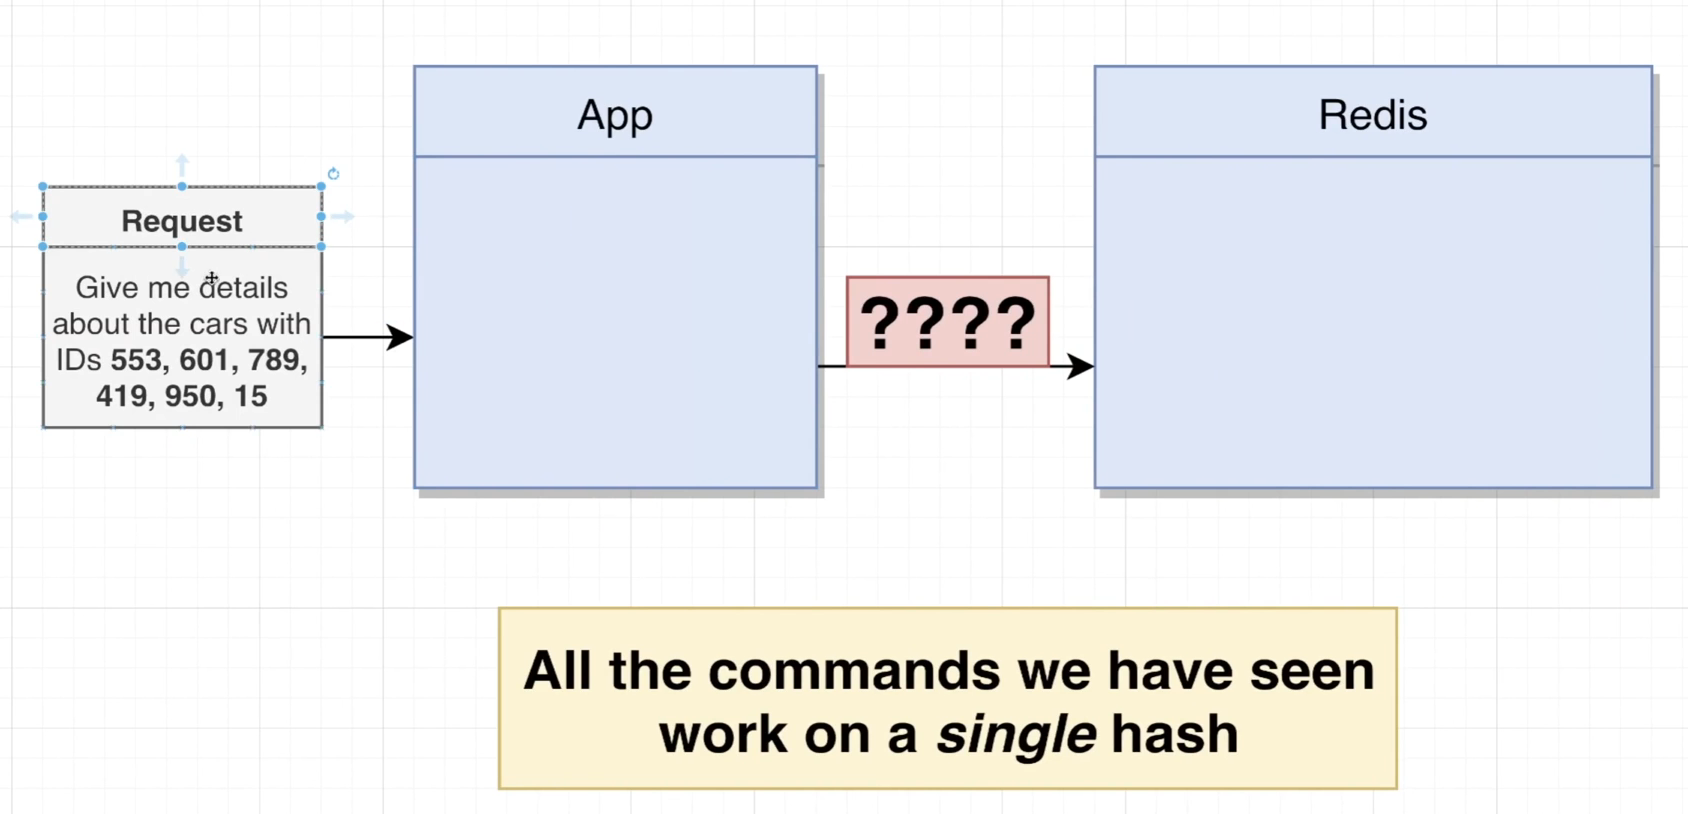 App
Redis
Request
Give me details
about the cars with
IDs 553, 601, 789,
419, 950, 15
????
All the commands we have seen
work on a single hash